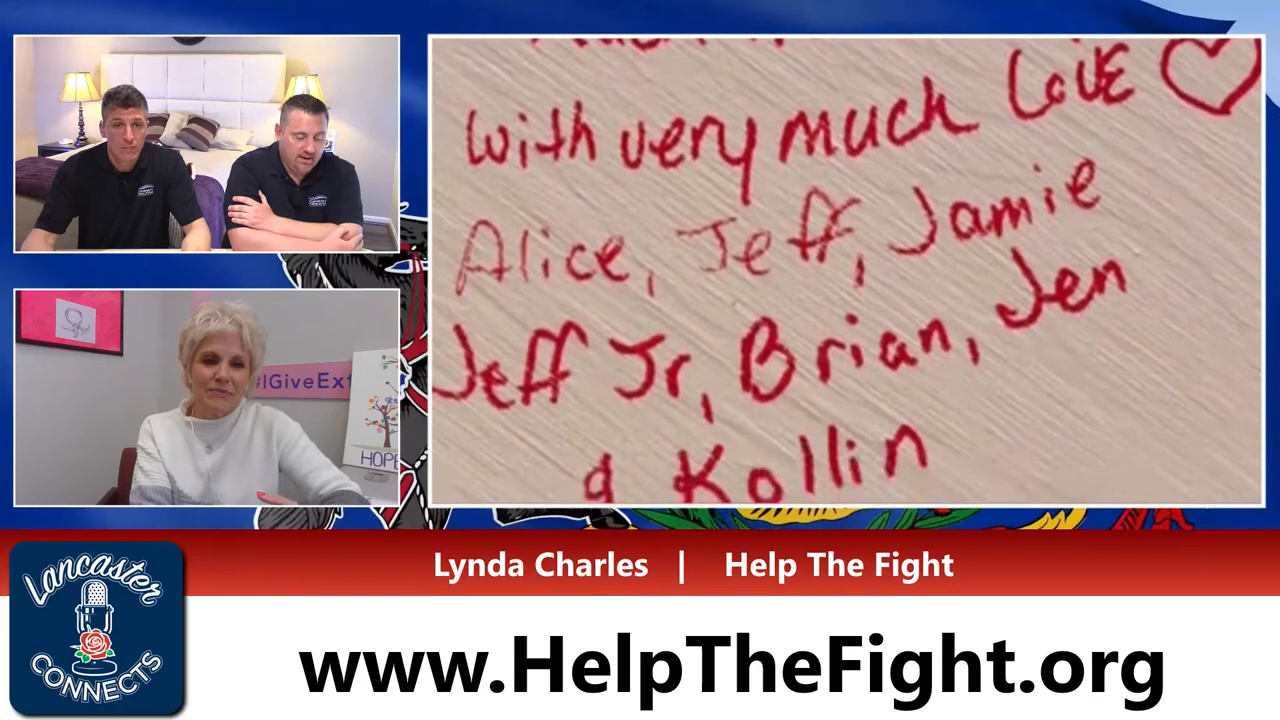 with very much LoVE
Alice, Jeff, Jamie
Jeff Jr, Brian, Jen
& Kollin
#IGiveExt
HOPE
Lynda Charles | Help The Fight
Lancaster
CONNECTS
www.HelpTheFight.org